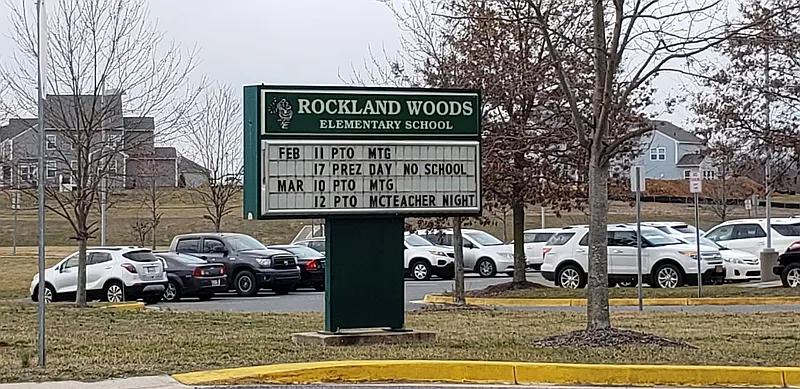 ROCKLAND WOODS
ELEMENTARY SCHOOL
FEB 11 PTO MTG
17 PREZ DAY NO SCHOOL
MAR 10 PTO MTG
12 PTO MCTEACHER NIGHT